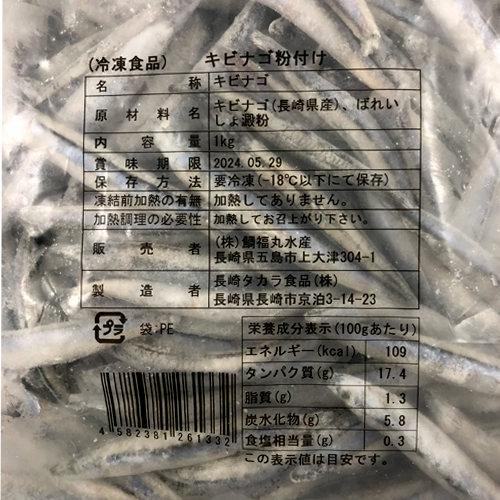 (冷凍食品) キビナゴ粉付け
名称 キビナゴ
原材料名 キビナゴ(長崎県産)、ばれい
しょ澱粉
内容量 1kg
賞味期限 2024.05.29
保存方法 要冷凍(-18℃以下にて保存)
凍結前加熱の有無 加熱してありません。
加熱調理の必要性 加熱してお召上がり下さい。
販売者 (株)鯛福丸水産
長崎県五島市上大津304-1
製造者 長崎タカラ食品(株)
長崎県長崎市京泊3-14-23
プラ 袋:PE
栄養成分表示(100gあたり)
エネルギー(kcal) 109
タンパク質(g) 17.4
脂質(g) 1.3
炭水化物(g) 5.8
食塩相当量(g) 0.3
この表示値は目安です。
4 582381 261332